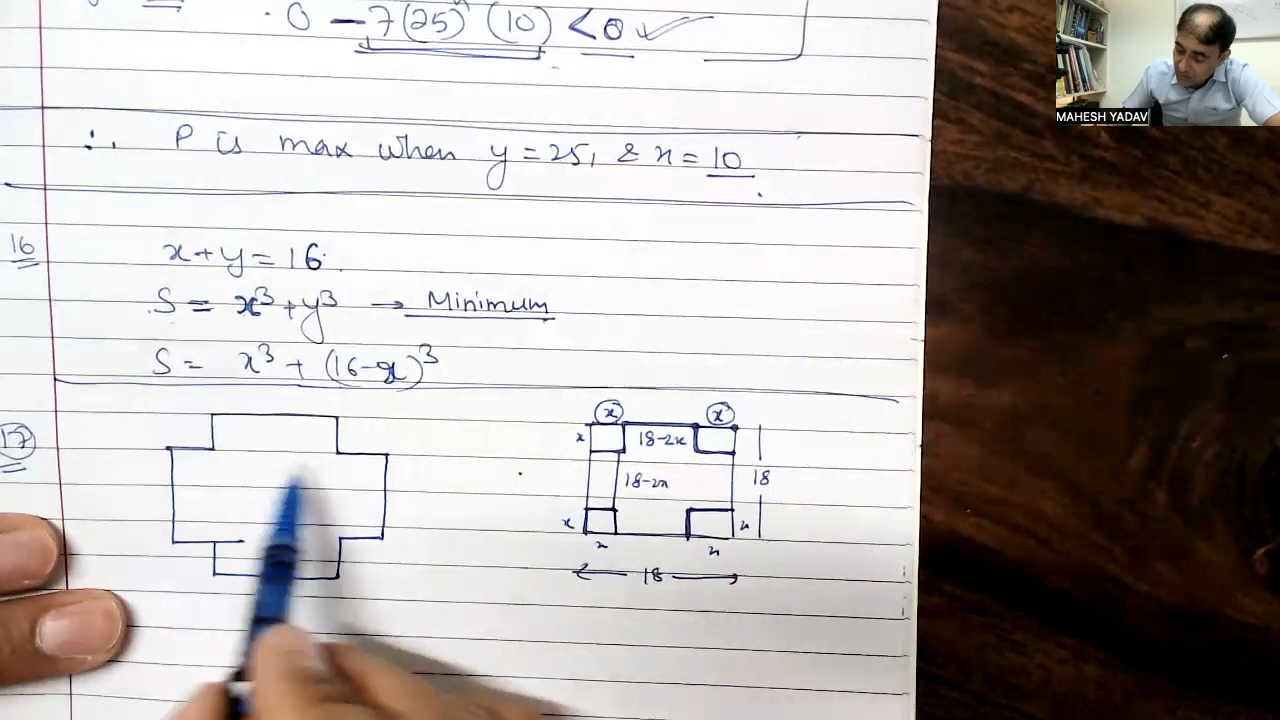 . 0 - 7(25)² (10) < 0 ✓
MAHESH YADAV
∴ P is max when y = 25, & x = 10
16
x + y = 16.
S = x³ + y³ → Minimum
S = x³ + (16-x)³
17
x x
x 18-2x
18-2x 18
x x
x x
18